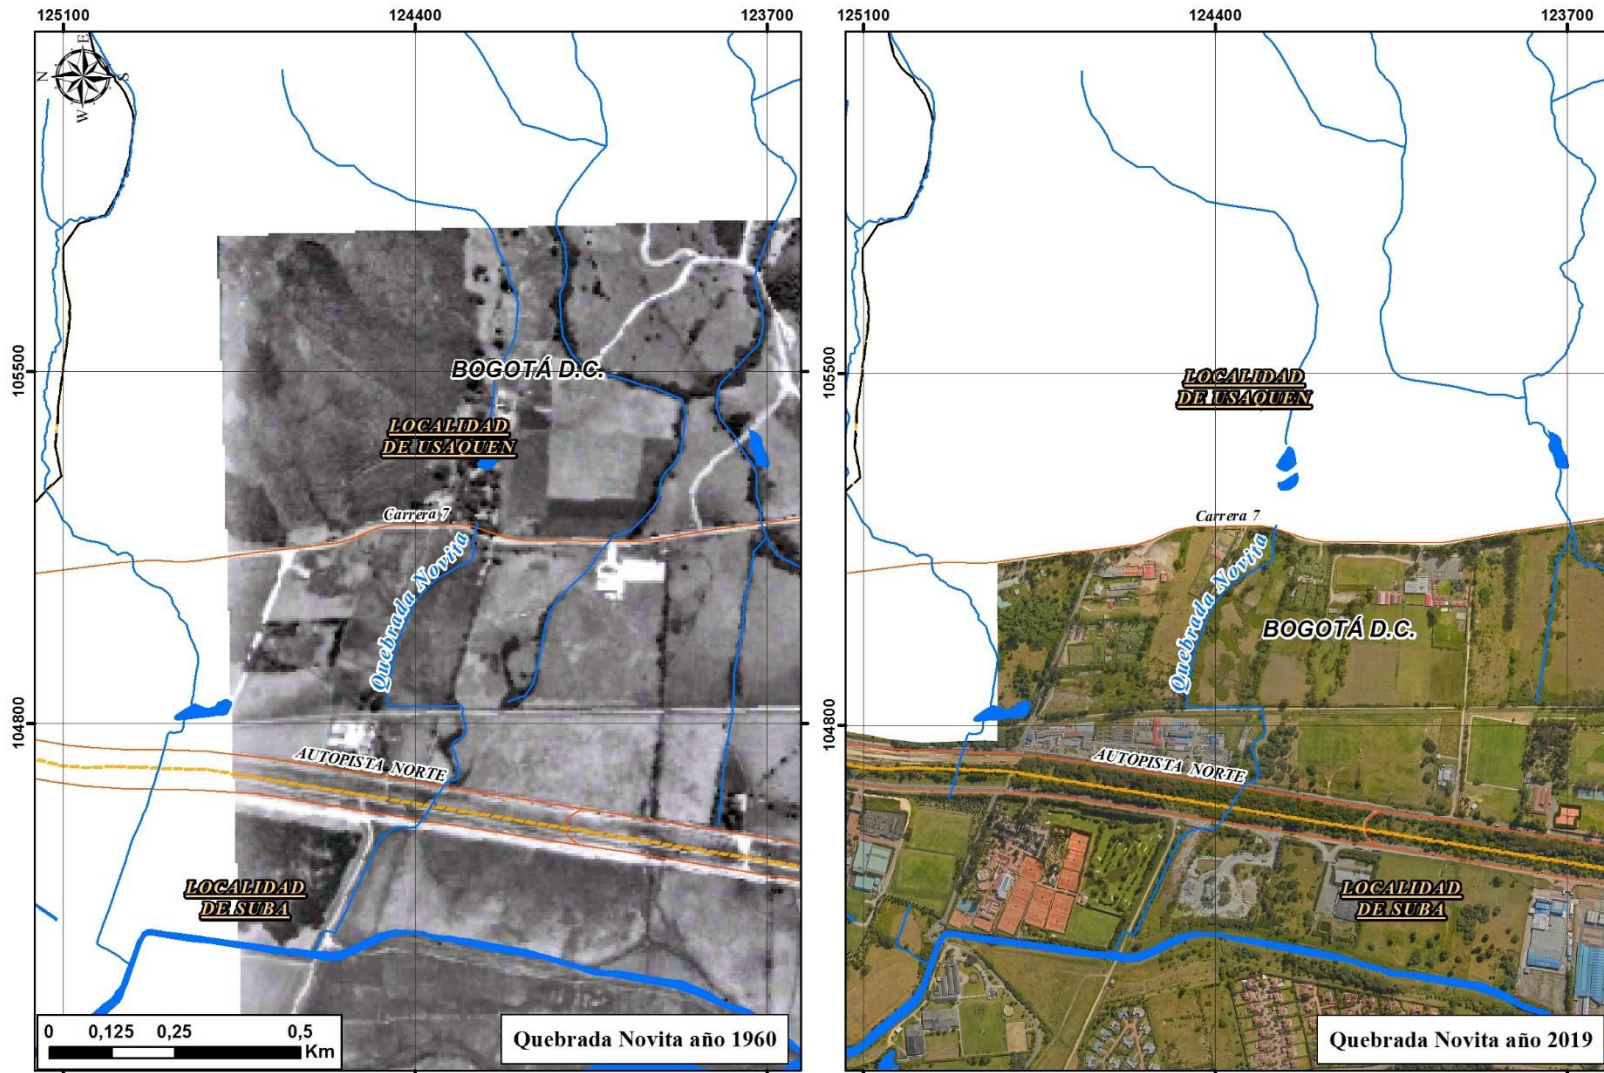 125100
124400
123700
E
N
S
W
105500
104800
BOGOTÁ D.C.
LOCALIDAD
DE USAQUEN
Carrera 7
Quebrada Novita
AUTOPISTA NORTE
LOCALIDAD
DE SUBA
0
0,125
0,25
0,5
Km
Quebrada Novita año 1960
125100
124400
123700
105500
104800
LOCALIDAD
DE USAQUEN
Carrera 7
Quebrada Novita
BOGOTÁ D.C.
AUTOPISTA NORTE
LOCALIDAD
DE SUBA
Quebrada Novita año 2019